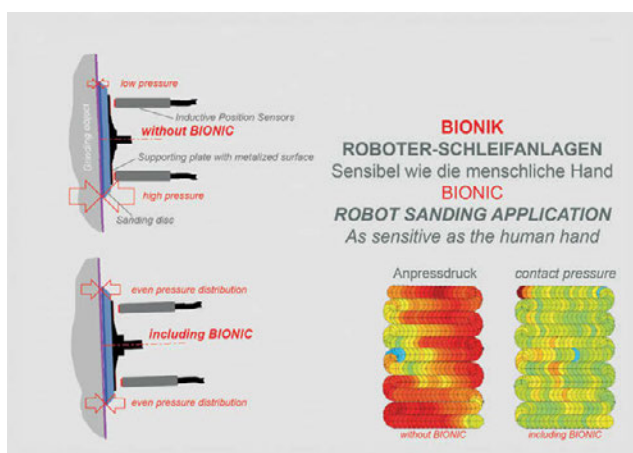 low pressure
Inductive Position Sensors
without BIONIC
Grinding object
Supporting plate with metalized surface
high pressure
Sanding disc
even pressure distribution
including BIONIC
even pressure distribution
BIONIK
ROBOTER-SCHLEIFANLAGEN
Sensibel wie die menschliche Hand
BIONIC
ROBOT SANDING APPLICATION
As sensitive as the human hand
Anpressdruck
contact pressure
without BIONIC
including BIONIC